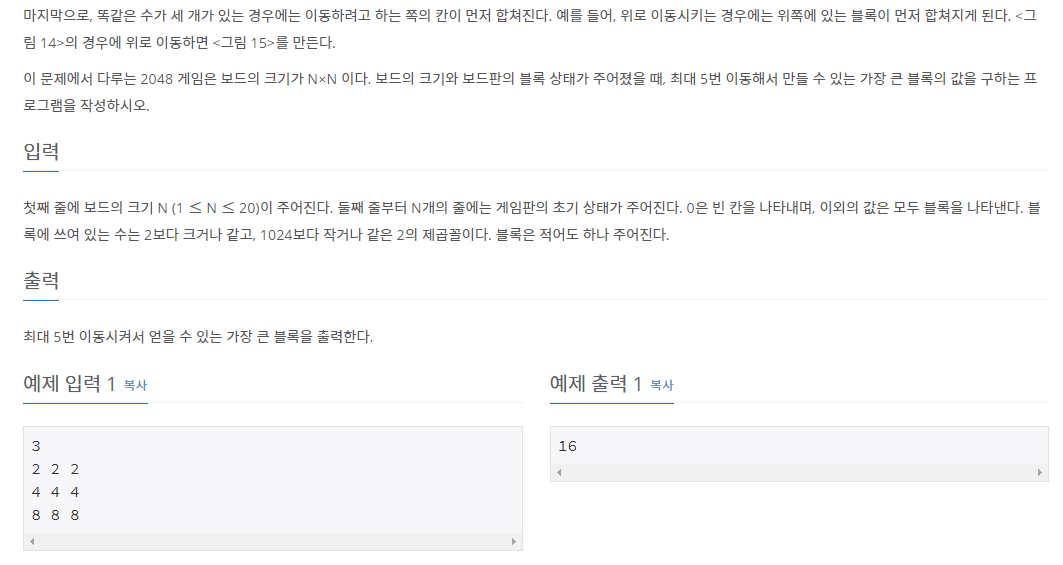 마지막으로, 똑같은 수가 세 개가 있는 경우에는 이동하려고 하는 쪽의 칸이 먼저 합쳐진다. 예를 들어, 위로 이동시키는 경우에는 위쪽에 있는 블록이 먼저 합쳐지게 된다. <그
림 14>의 경우에 위로 이동하면 <그림 15>를 만든다.
이 문제에서 다루는 2048 게임은 보드의 크기가 N×N 이다. 보드의 크기와 보드판의 블록 상태가 주어졌을 때, 최대 5번 이동해서 만들 수 있는 가장 큰 블록의 값을 구하는 프
로그램을 작성하시오.
입력
첫째 줄에 보드의 크기 N (1 ≤ N ≤ 20)이 주어진다. 둘째 줄부터 N개의 줄에는 게임판의 초기 상태가 주어진다. 0은 빈 칸을 나타내며, 이외의 값은 모두 블록을 나타낸다. 블
록에 쓰여 있는 수는 2보다 크거나 같고, 1024보다 작거나 같은 2의 제곱꼴이다. 블록은 적어도 하나 주어진다.
출력
최대 5번 이동시켜서 얻을 수 있는 가장 큰 블록을 출력한다.
예제 입력 1 복사
3
2 2 2
4 4 4
8 8 8
예제 출력 1 복사
16